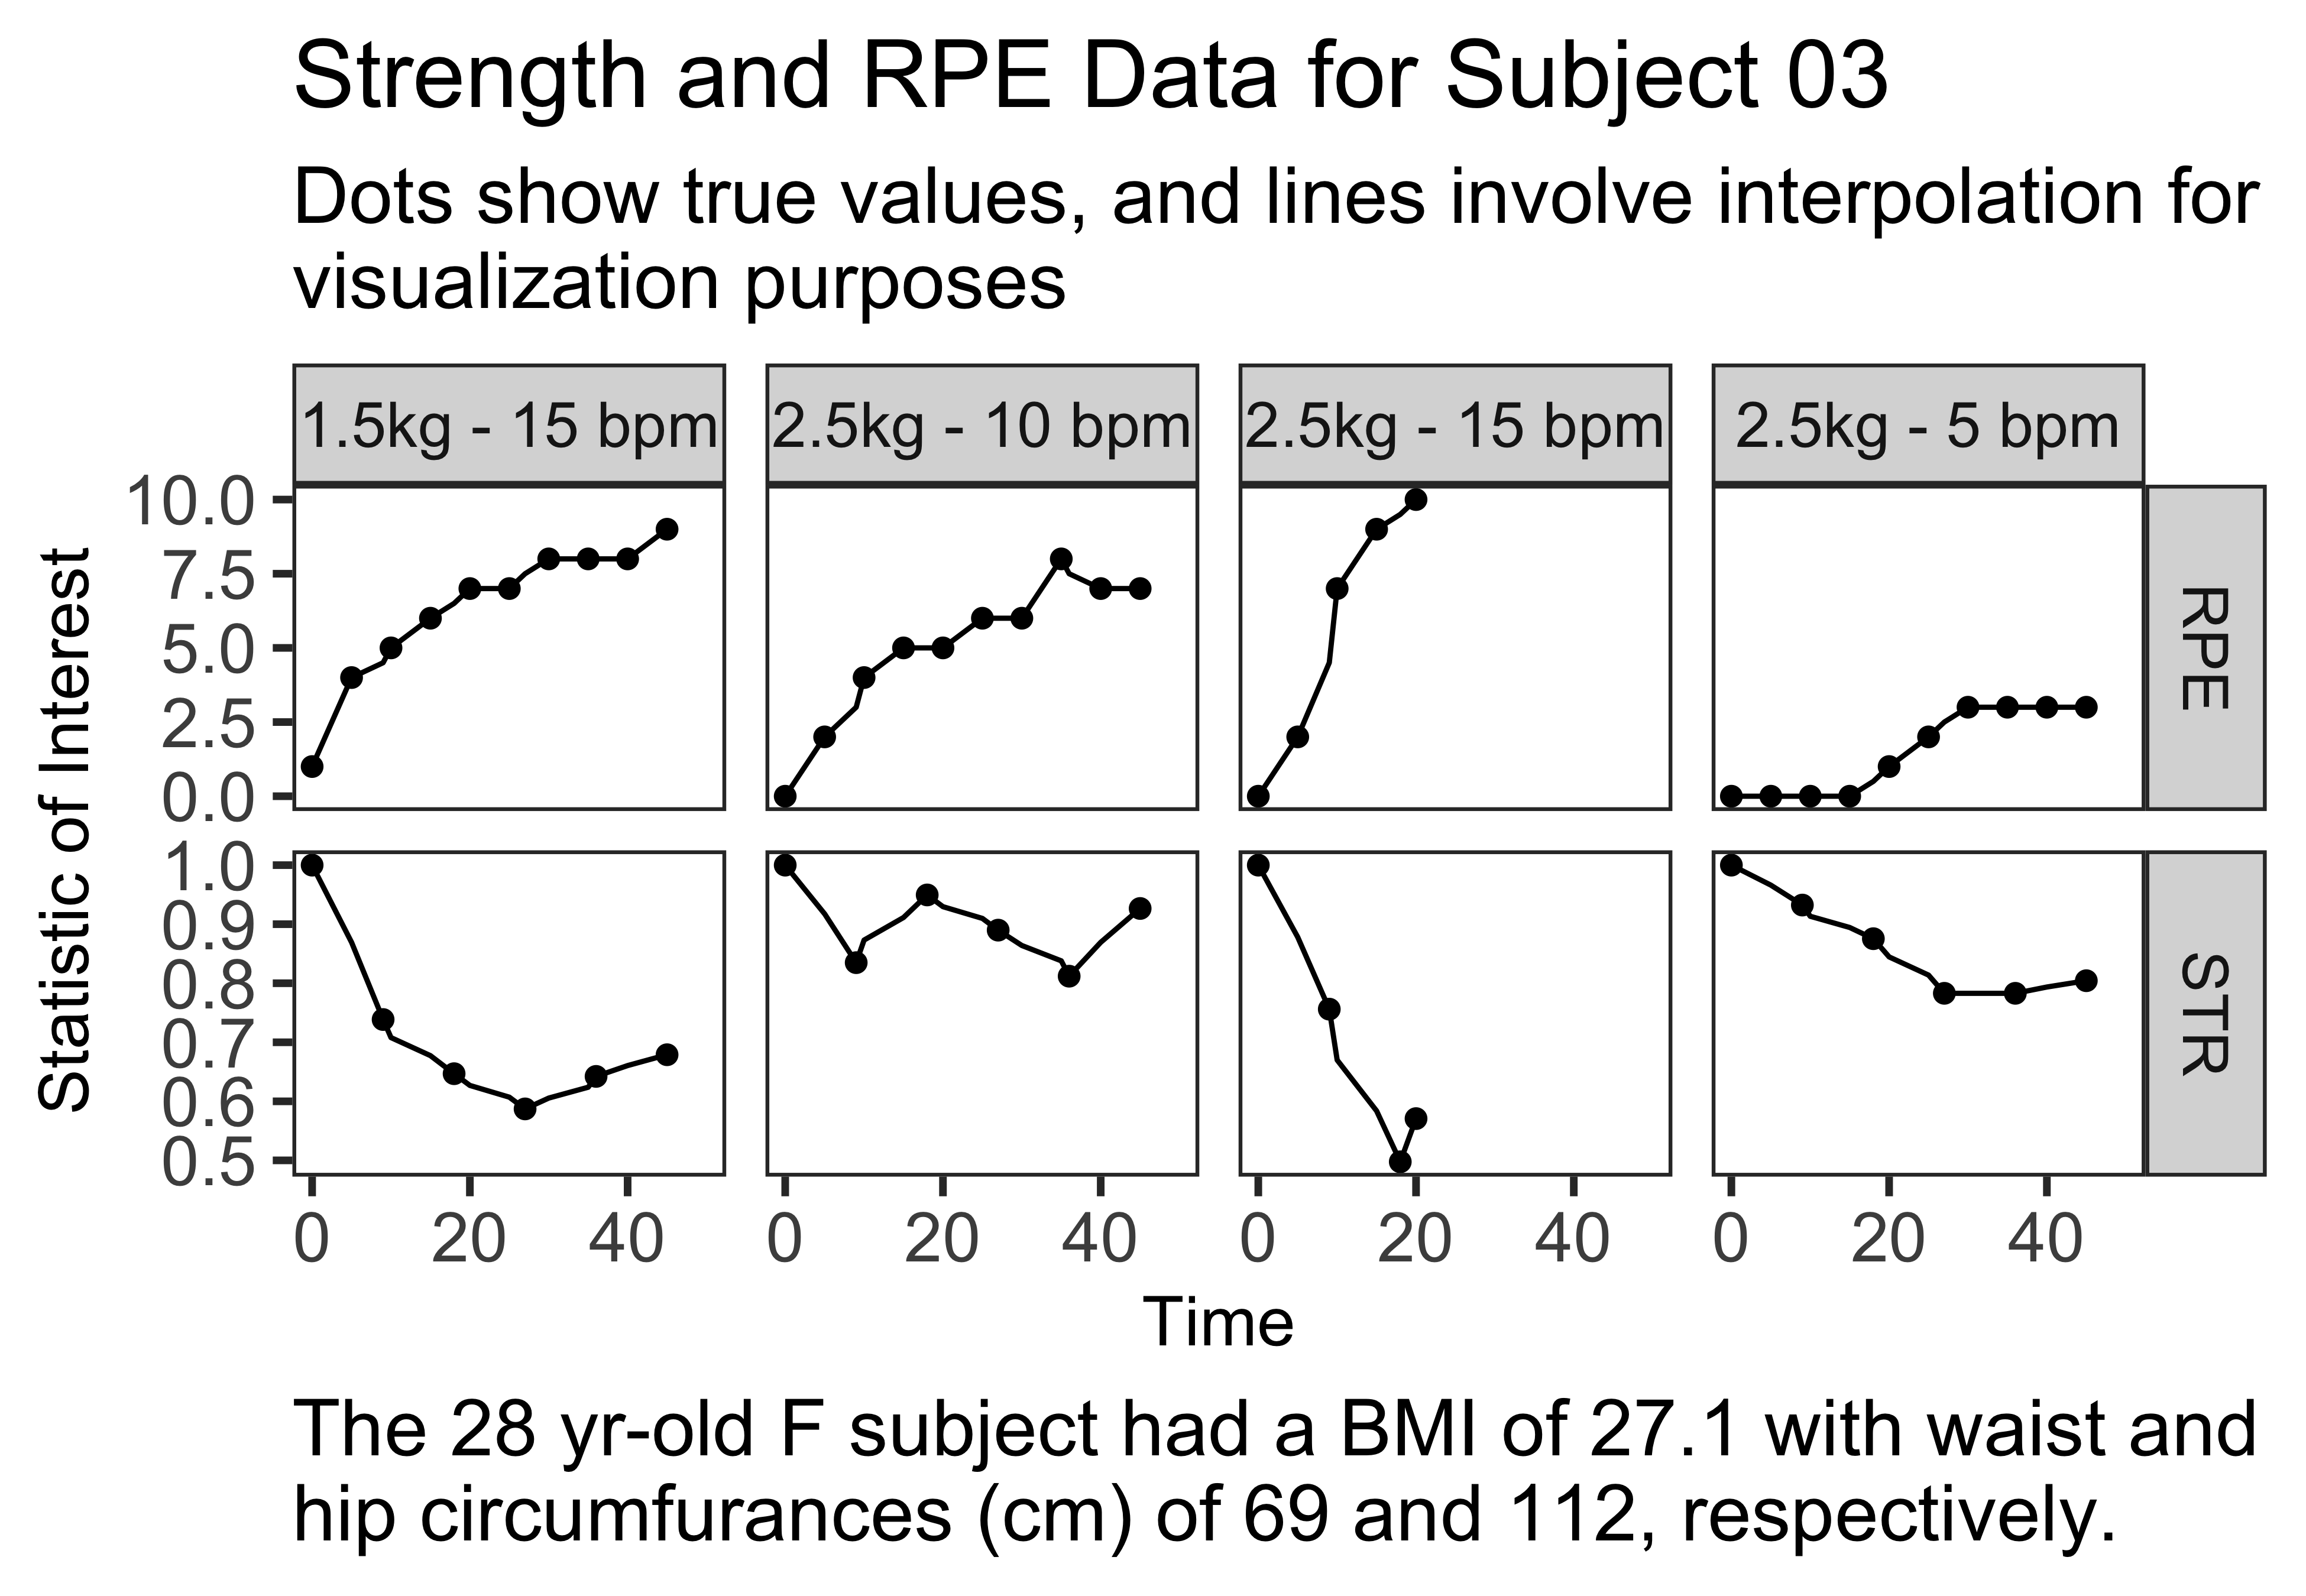 Strength and RPE Data for Subject 03
Dots show true values, and lines involve interpolation for
visualization purposes
1.5kg - 15 bpm
2.5kg - 10 bpm
2.5kg - 15 bpm
2.5kg - 5 bpm
Statistic of Interest
10.0
7.5
5.0
2.5
0.0
RPE
1.0
0.9
0.8
0.7
0.6
0.5
STR
0 20 40 0 20 40 0 20 40 0 20 40
Time
The 28 yr-old F subject had a BMI of 27.1 with waist and
hip circumfurances (cm) of 69 and 112, respectively.